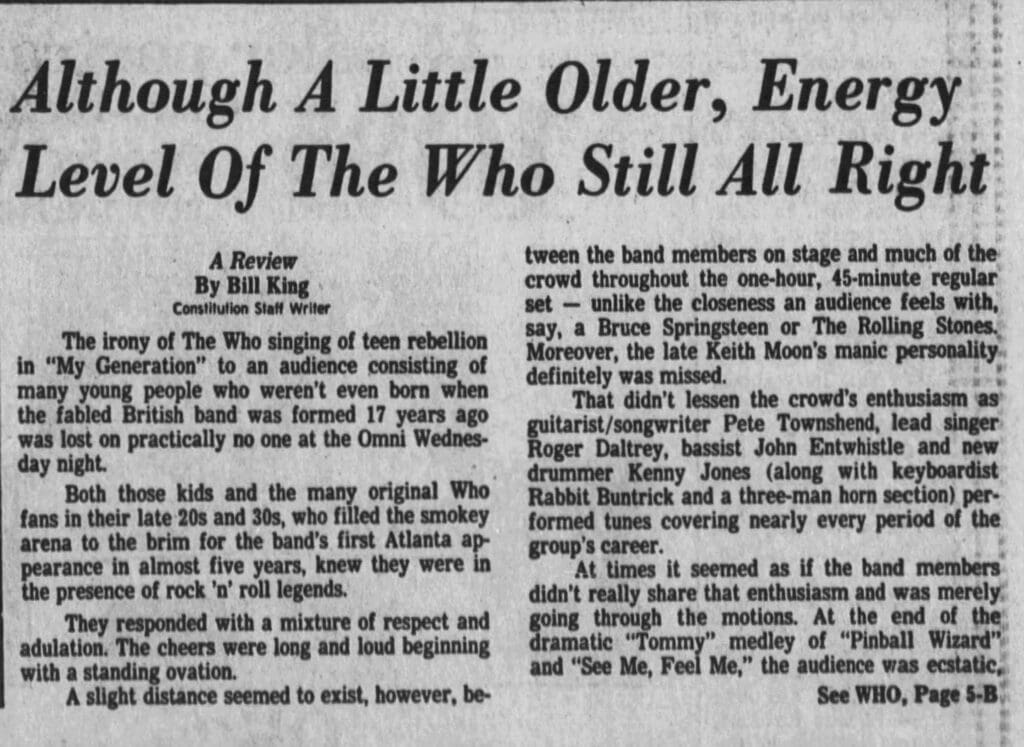 Although A Little Older, Energy
Level Of The Who Still All Right
A Review
By Bill King
Constitution Staff Writer
The irony of The Who singing of teen rebellion
in "My Generation" to an audience consisting of
many young people who weren't even born when
the fabled British band was formed 17 years ago
was lost on practically no one at the Omni Wednes-
day night.
Both those kids and the many original Who
fans in their late 20s and 30s, who filled the smokey
arena to the brim for the band's first Atlanta ap-
pearance in almost five years, knew they were in
the presence of rock 'n' roll legends.
They responded with a mixture of respect and
adulation. The cheers were long and loud beginning
with a standing ovation.
A slight distance seemed to exist, however, be-
tween the band members on stage and much of the
crowd throughout the one-hour, 45-minute regular
set — unlike the closeness an audience feels with,
say, a Bruce Springsteen or The Rolling Stones.
Moreover, the late Keith Moon's manic personality
definitely was missed.
That didn't lessen the crowd's enthusiasm as
guitarist/songwriter Pete Townshend, lead singer
Roger Daltrey, bassist John Entwhistle and new
drummer Kenny Jones (along with keyboardist
Rabbit Buntrick and a three-man horn section) per-
formed tunes covering nearly every period of the
group's career.
At times it seemed as if the band members
didn't really share that enthusiasm and was merely
going through the motions. At the end of the
dramatic "Tommy" medley of "Pinball Wizard"
and "See Me, Feel Me," the audience was ecstatic,
See WHO, Page 5-B